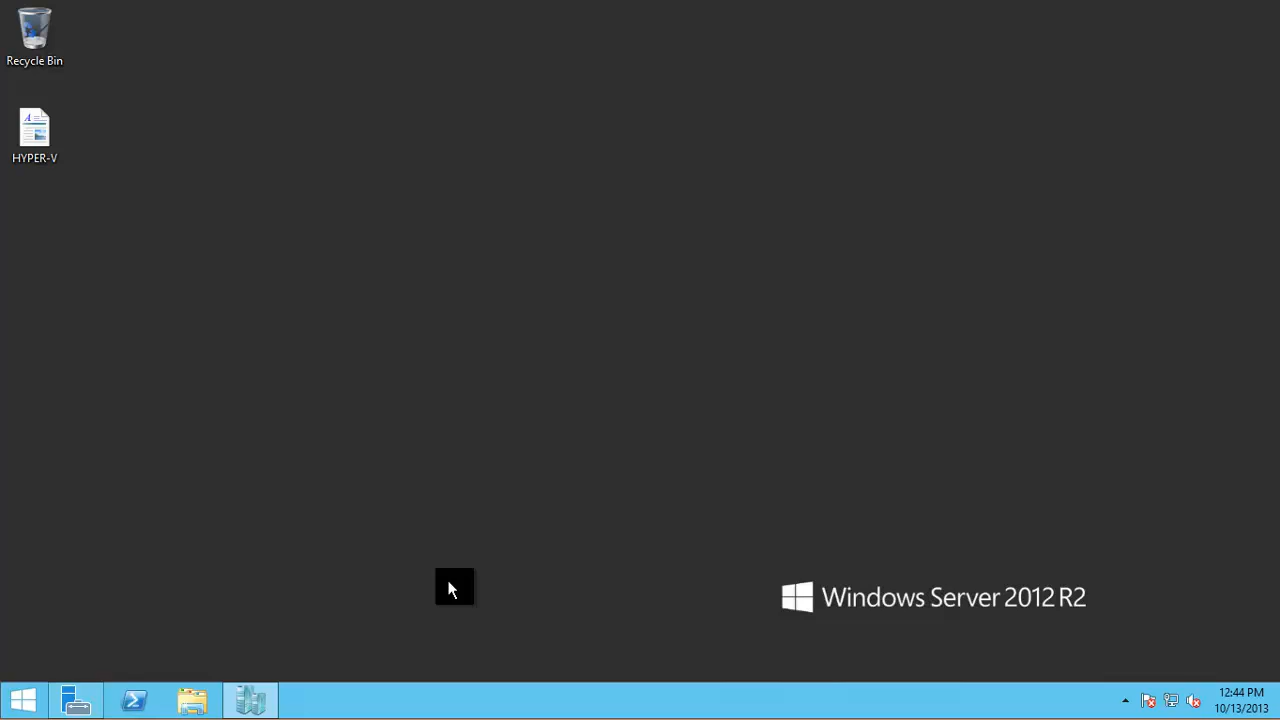 Recycle Bin
HYPER-V
Windows Server 2012 R2
12:44 PM
10/13/2013